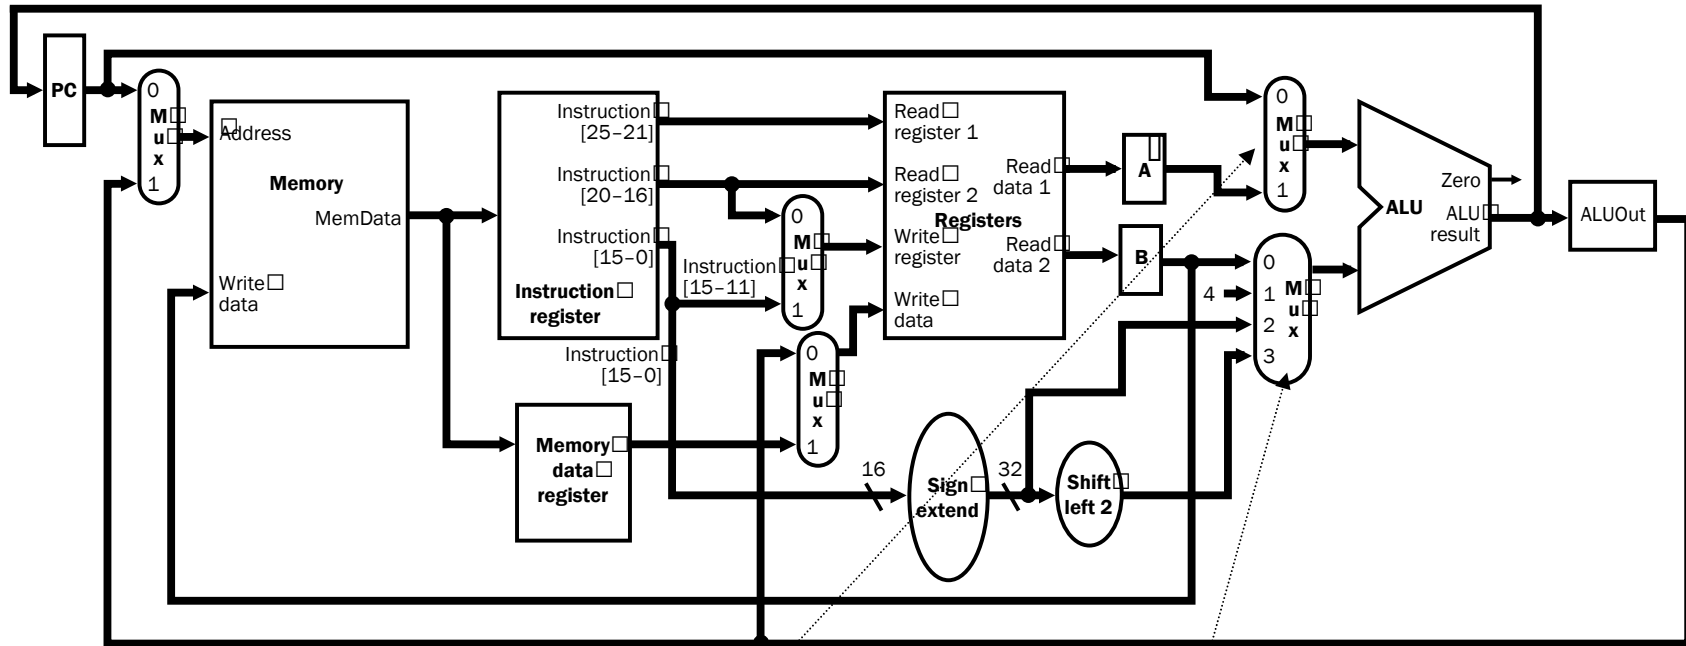 PC
0
M
u
x
1
Address
Memory
MemData
Write
data
Instruction
[25–21]
Instruction
[20–16]
Instruction
[15–0]
Instruction
register
Instruction
[15–11]
Instruction
[15–0]
Memory
data
register
0
M
u
x
1
0
M
u
x
1
Read
register 1
Read
register 2
Registers
Write
register
Write
data
Read
data 1
Read
data 2
16
Sign
extend
32
Shift
left 2
A
B
4
0
M
u
x
1
0
1
2
3
M
u
x
ALU
Zero
ALU
result
ALUOut